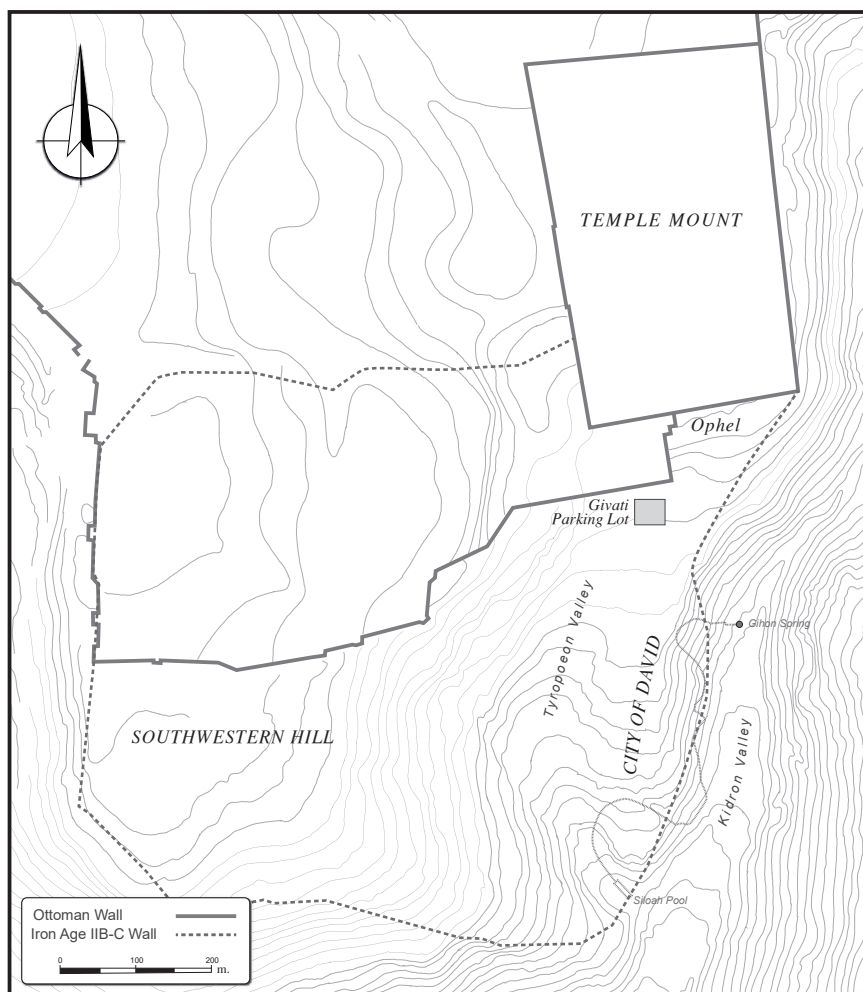 TEMPLE MOUNT
Ophel
Givati
Parking Lot
Tyropoeon Valley
CITY OF DAVID
Gihon Spring
Kidron Valley
SOUTHWESTERN HILL
Siloah Pool
Ottoman Wall
Iron Age IIB-C Wall
0 100 200 m.